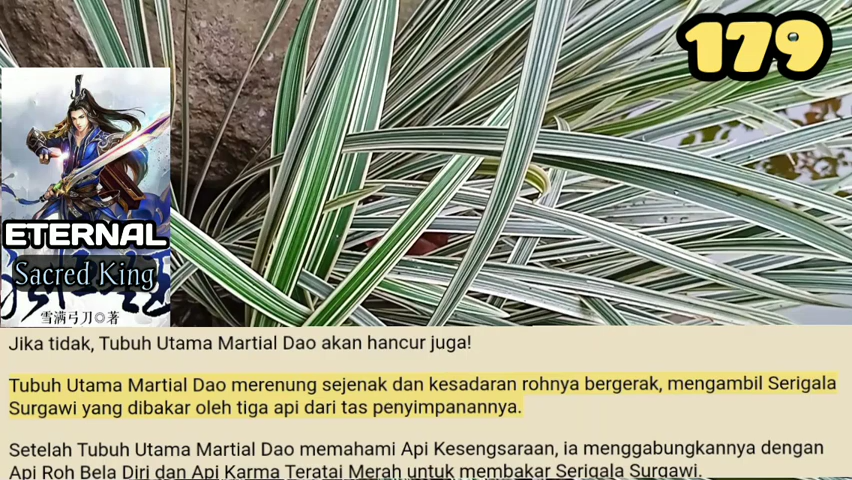 179
ETERNAL
Sacred King
雪满弓刀◎著
Jika tidak, Tubuh Utama Martial Dao akan hancur juga!
Tubuh Utama Martial Dao merenung sejenak dan kesadaran rohnya bergerak, mengambil Serigala
Surgawi yang dibakar oleh tiga api dari tas penyimpanannya.
Setelah Tubuh Utama Martial Dao memahami Api Kesengsaraan, ia menggabungkannya dengan
Api Roh Bela Diri dan Api Karma Teratai Merah untuk membakar Serigala Surgawi.